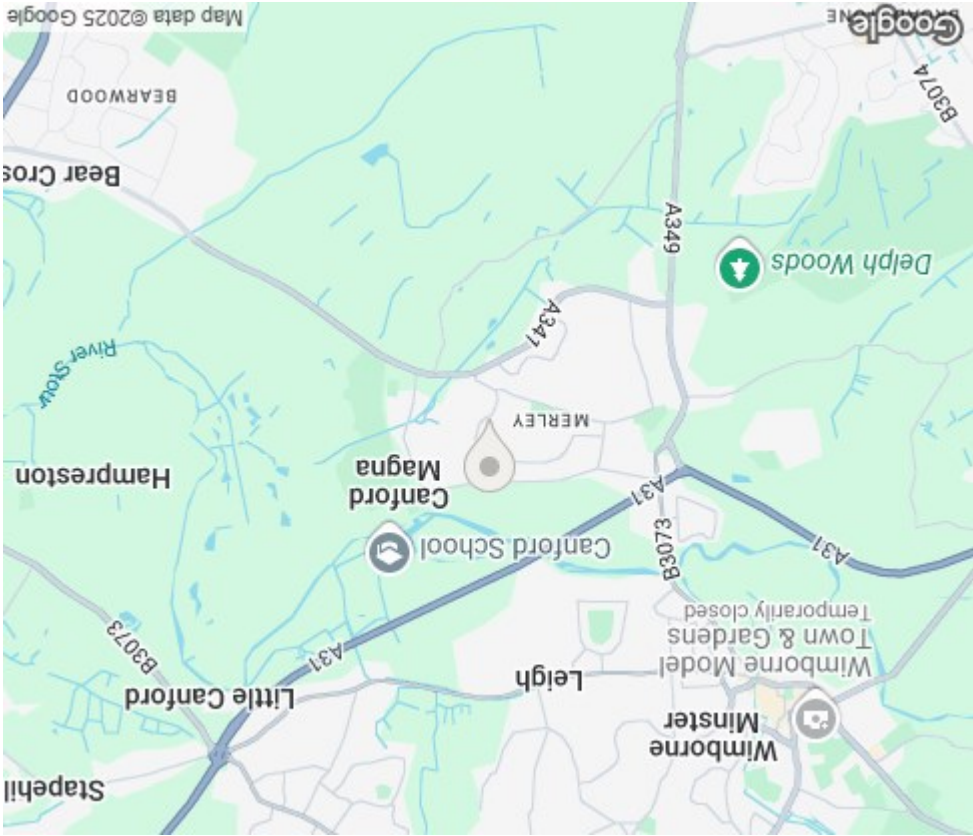 Stapehil
Wimborne
Minster
Little Canford
Leigh
Wimborne Model
Town & Gardens
Temporarily closed
A31
B3073
B3073
A31
Canford School
A31
Canford
Magna
Hampreston
MERLEY
River Stour
A341
Delph Woods
A349
Bear Cros
BEARWOOD
B3074
Google
Map data ©2025 Google